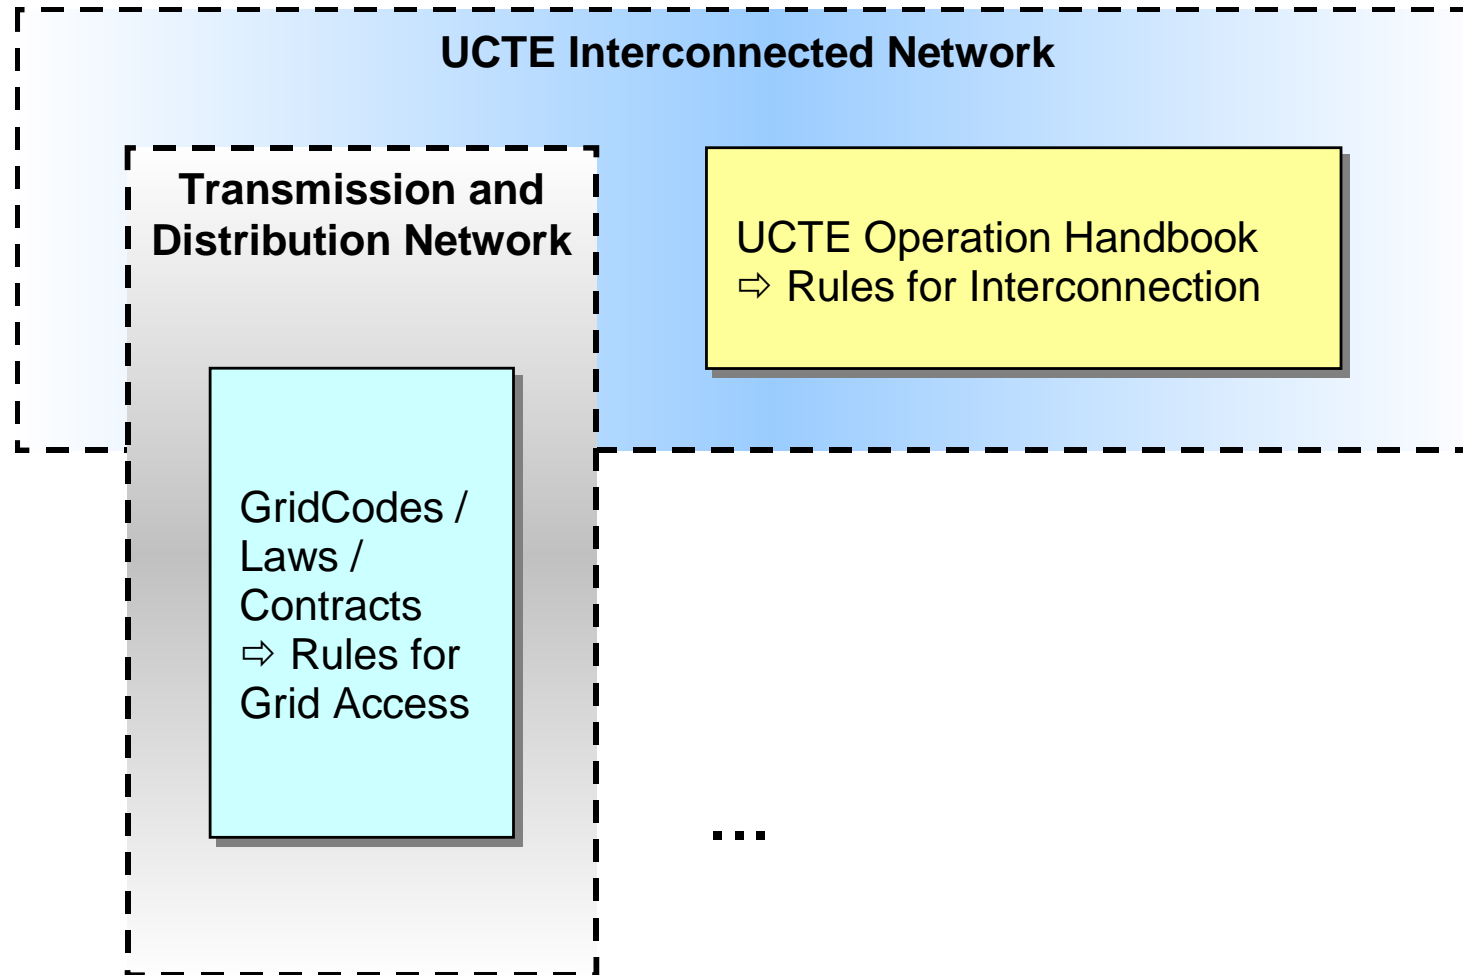 UCTE Interconnected Network
Transmission and
Distribution Network
UCTE Operation Handbook
⇨ Rules for Interconnection
GridCodes /
Laws /
Contracts
⇨ Rules for
Grid Access
...